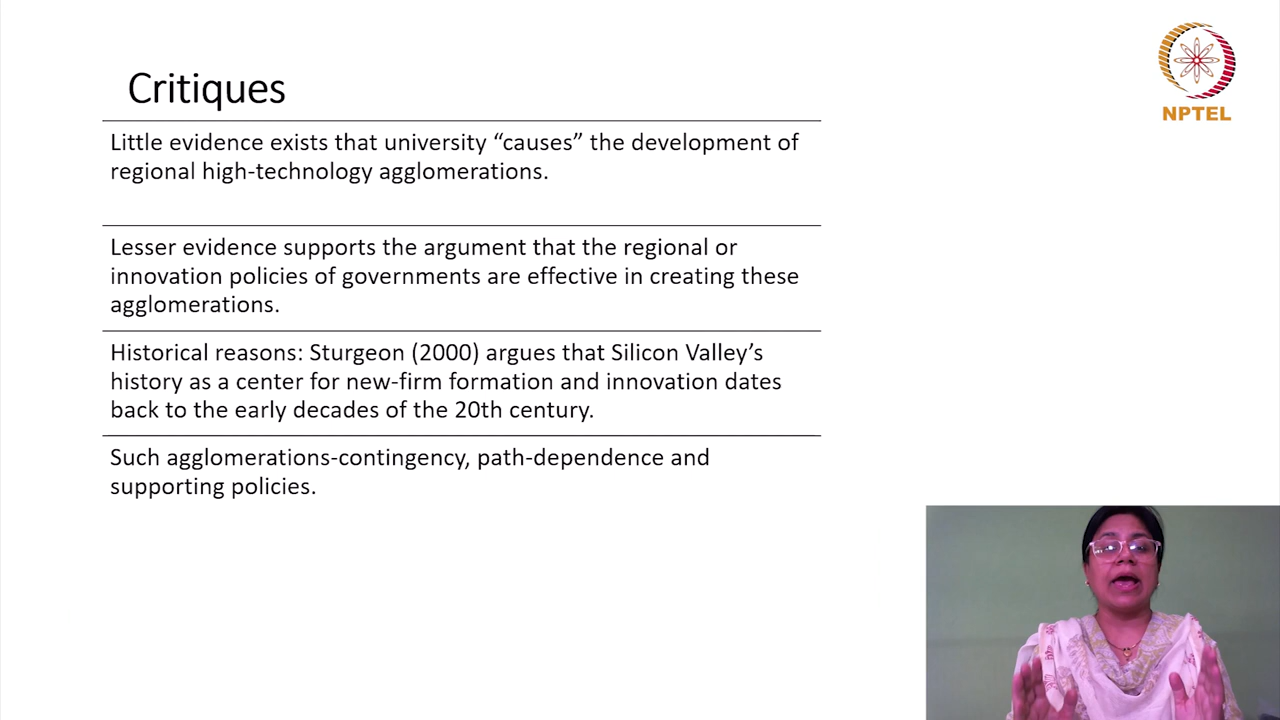 Critiques
NPTEL
Little evidence exists that university “causes” the development of
regional high-technology agglomerations.
Lesser evidence supports the argument that the regional or
innovation policies of governments are effective in creating these
agglomerations.
Historical reasons: Sturgeon (2000) argues that Silicon Valley’s
history as a center for new-firm formation and innovation dates
back to the early decades of the 20th century.
Such agglomerations-contingency, path-dependence and
supporting policies.